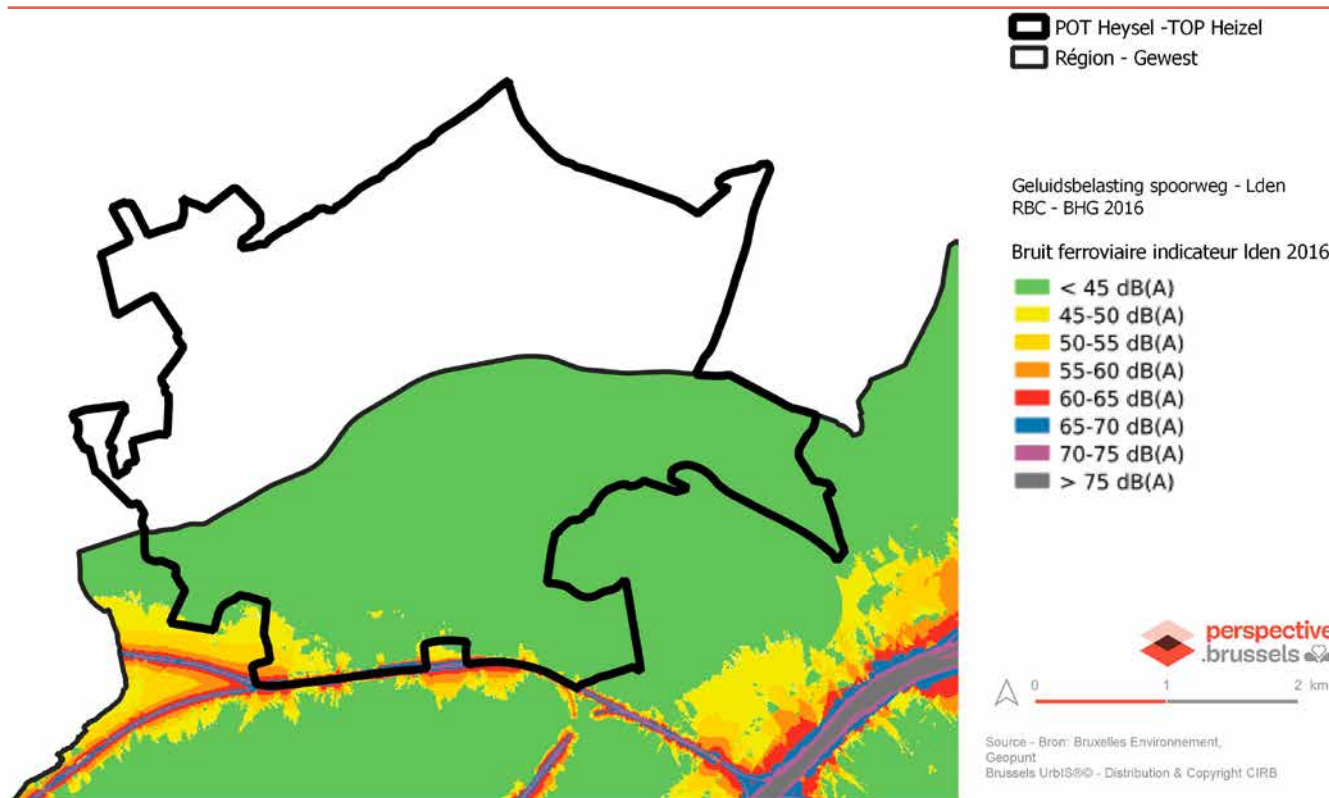 POT Heysel -TOP Heizel
Région - Gewest
Geluidsbelasting spoorweg - Lden
RBC - BHG 2016
Bruit ferroviaire indicateur lden 2016
< 45 dB(A)
45-50 dB(A)
50-55 dB(A)
55-60 dB(A)
60-65 dB(A)
65-70 dB(A)
70-75 dB(A)
> 75 dB(A)
perspective
.brussels
0 1 2 km
Source - Bron: Bruxelles Environnement,
Geopunt
Brussels UrbIS®© - Distribution & Copyright CIRB